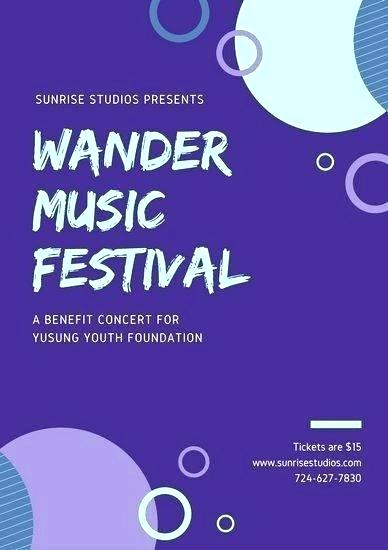 SUNRISE STUDIOS PRESENTS
WANDER
MUSIC
FESTIVAL
A BENEFIT CONCERT FOR
YUSUNG YOUTH FOUNDATION
Tickets are $15
www.sunrisestudios.com
724-627-7830